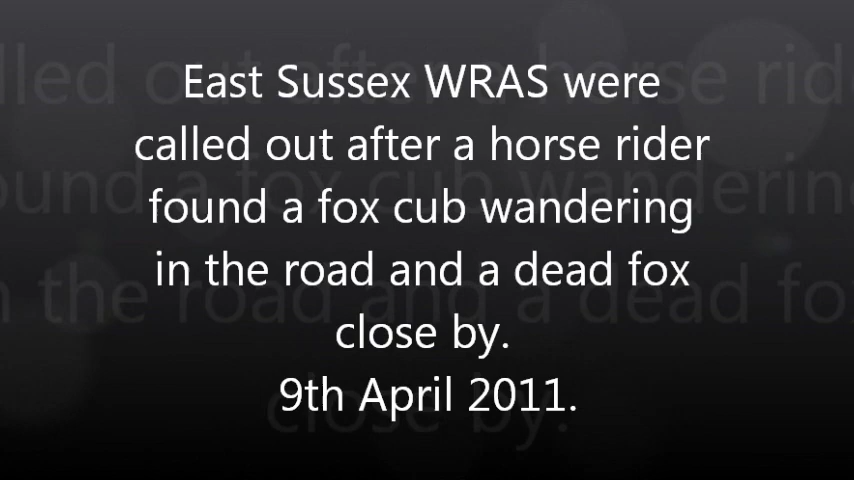 East Sussex WRAS were
called out after a horse rider
found a fox cub wandering
in the road and a dead fox
close by.
9th April 2011.